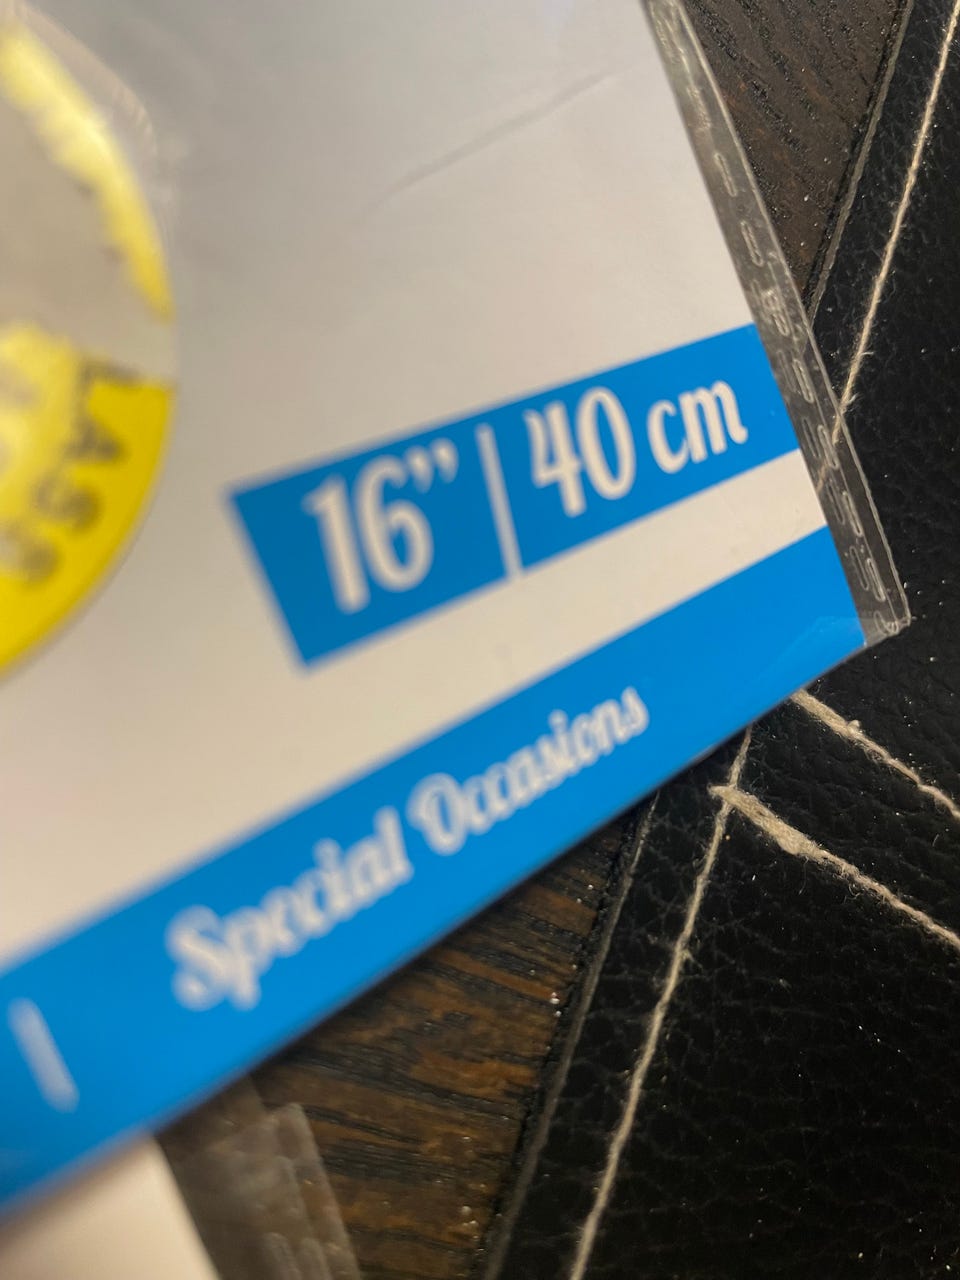 16” | 40 cm
Special Occasions